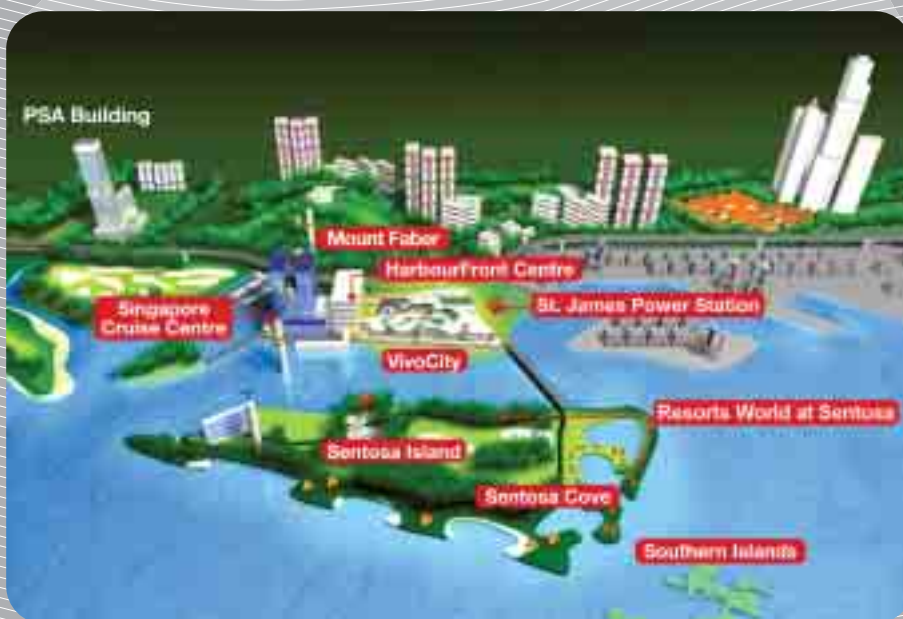 PSA Building
Mount Faber
HarbourFront Centre
Singapore
Cruise Centre
St. James Power Station
VivoCity
Resorts World at Sentosa
Sentosa Island
Sentosa Cove
Southern Islands